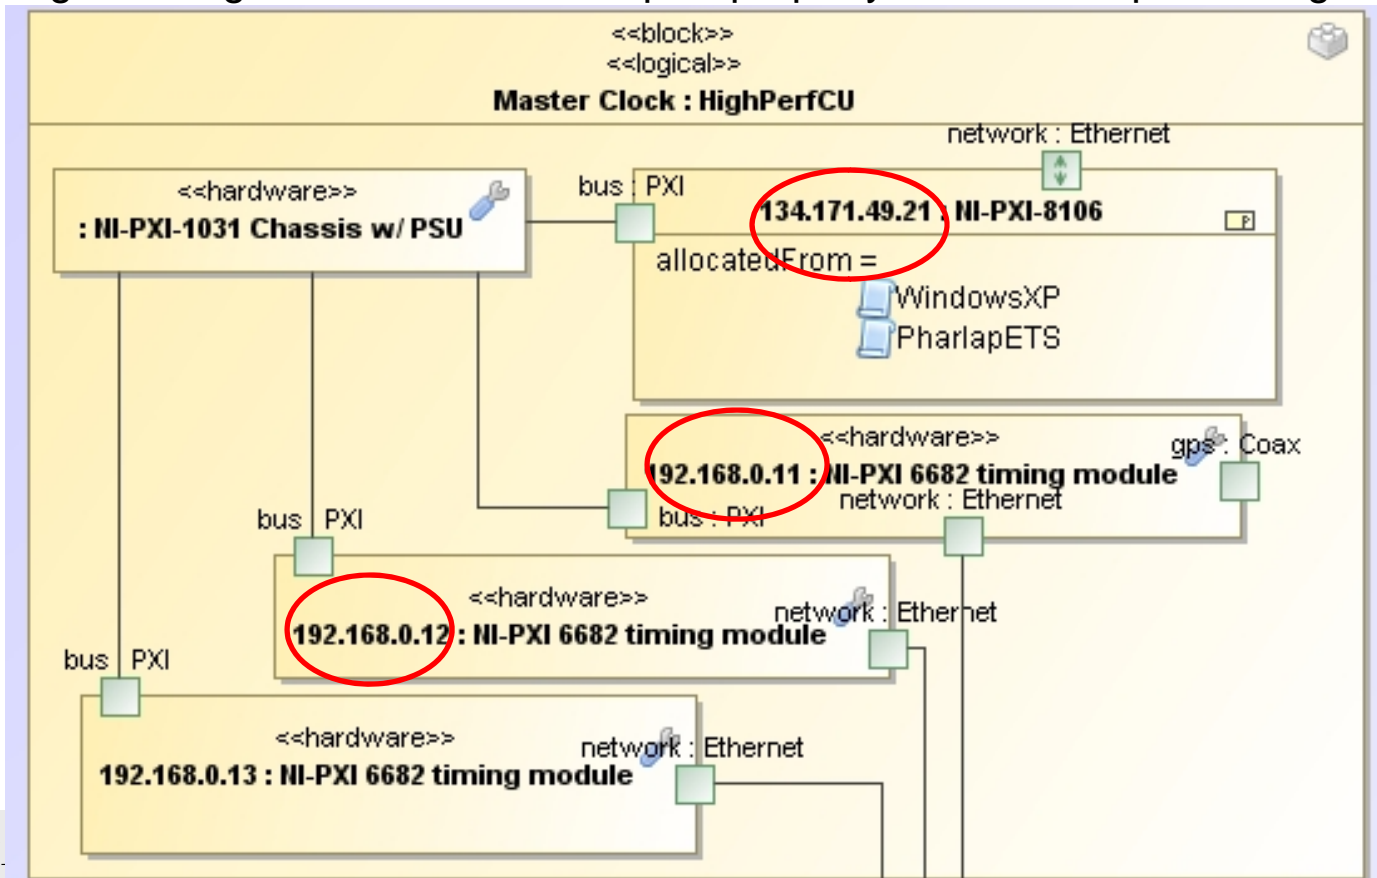 <<block>>
<<logical>>
Master Clock : HighPerfCU
network : Ethernet
<<hardware>>
: NI-PXI-1031 Chassis w/ PSU
bus : PXI
134.171.49.21 : NI-PXI-8106
allocatedFrom =
WindowsXP
PharlapETS
<<hardware>>
gps : Coax
192.168.0.11 : NI-PXI 6682 timing module
bus : PXI
network : Ethernet
bus PXI
<<hardware>>
network : Ethernet
192.168.0.12 : NI-PXI 6682 timing module
bus PXI
<<hardware>>
network : Ethernet
192.168.0.13 : NI-PXI 6682 timing module